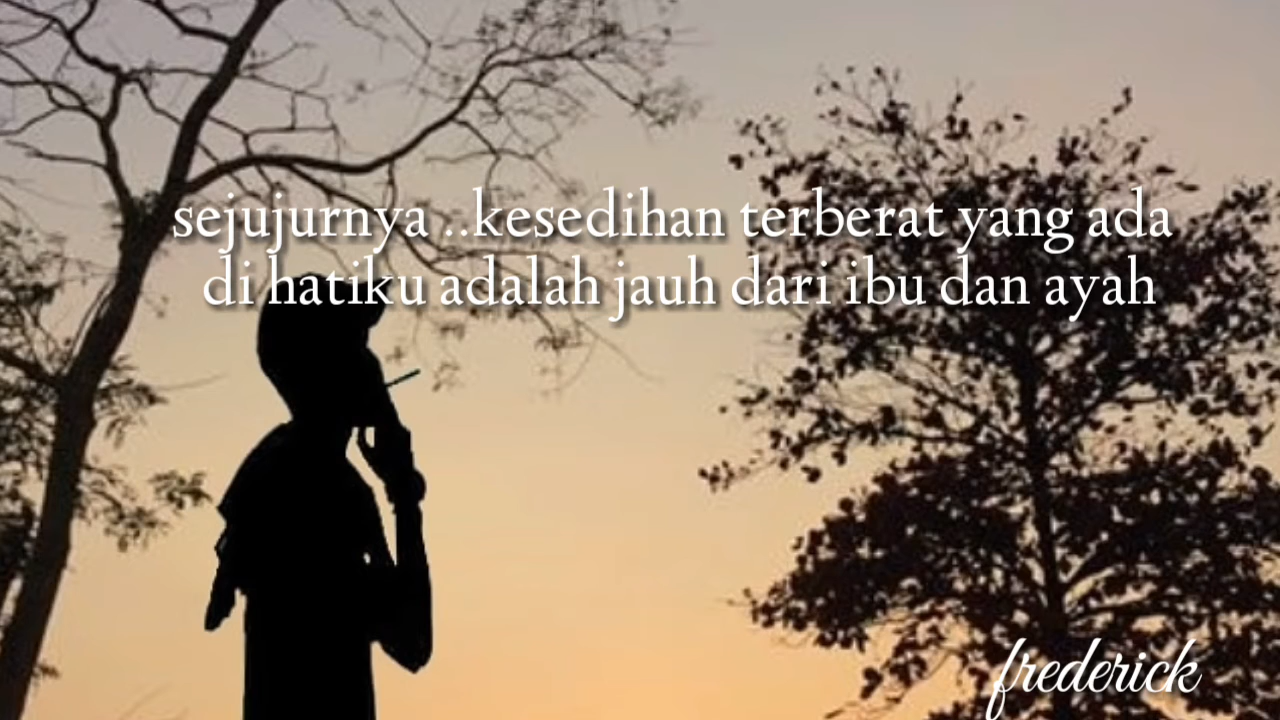 sejujurnya ..kesedihan terberat yang ada
di hatiku adalah jauh dari ibu dan ayah
frederick